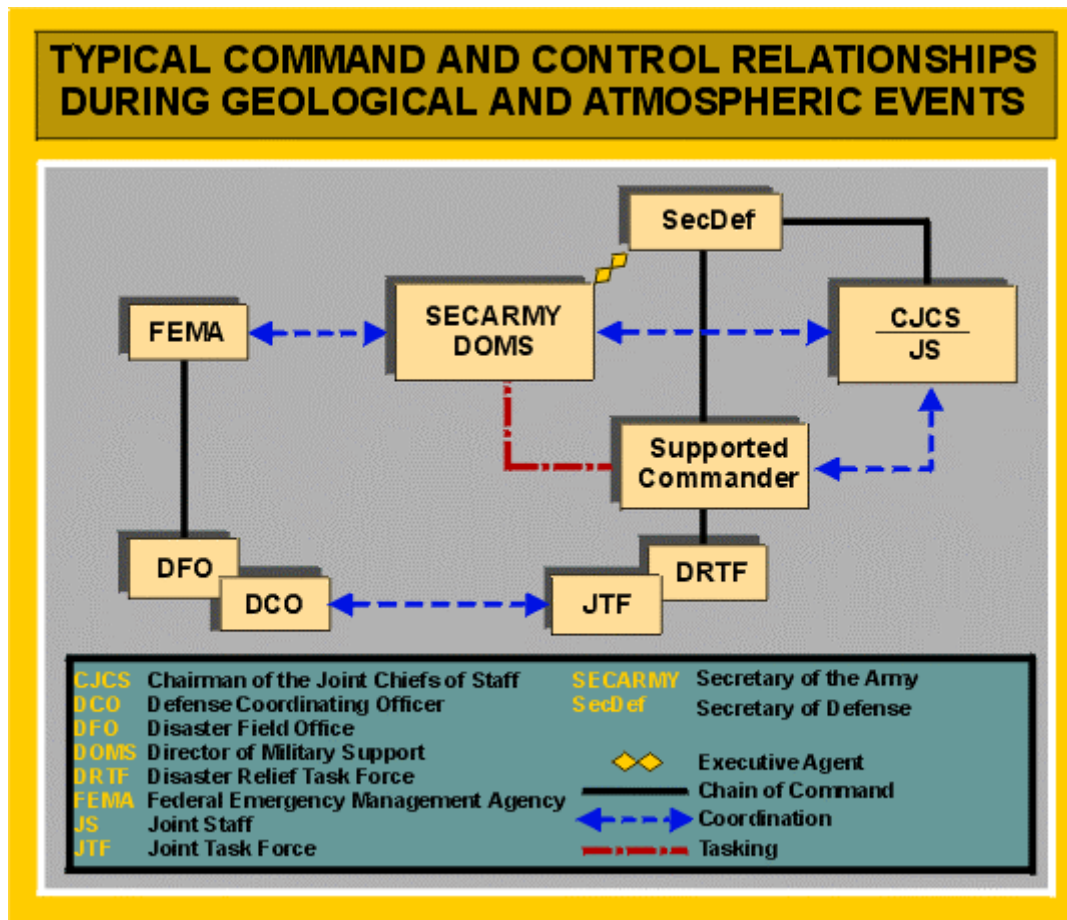 TYPICAL COMMAND AND CONTROL RELATIONSHIPS
DURING GEOLOGICAL AND ATMOSPHERIC EVENTS
SecDef
FEMA
SECARMY
DOMS
CJCS
JS
Supported
Commander
DFO
DCO
JTF
DRTF
CJCS Chairman of the Joint Chiefs of Staff
DCO Defense Coordinating Officer
DFO Disaster Field Office
DOMS Director of Military Support
DRTF Disaster Relief Task Force
FEMA Federal Emergency Management Agency
JS Joint Staff
JTF Joint Task Force
SECARMY Secretary of the Army
SecDef Secretary of Defense
Executive Agent
Chain of Command
Coordination
Tasking